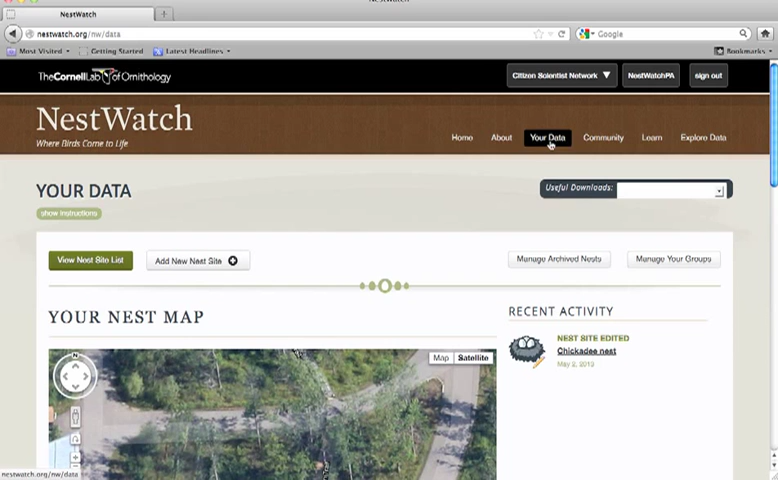 NestWatch
NestWatch
nestwatch.org/nw/data
Google
Most Visited
Getting Started
Latest Headlines
Bookmarks
TheCornellLab of Ornithology
Citizen Scientist Network
NestWatchPA
sign out
NestWatch
Where Birds Come to Life
Home
About
Your Data
Community
Learn
Explore Data
YOUR DATA
Useful Downloads:
show instructions
View Nest Site List
Add New Nest Site
Manage Archived Nests
Manage Your Groups
YOUR NEST MAP
RECENT ACTIVITY
NEST SITE EDITED
Chickadee nest
May 2, 2013
N
Map
Satellite
nestwatch.org/nw/data